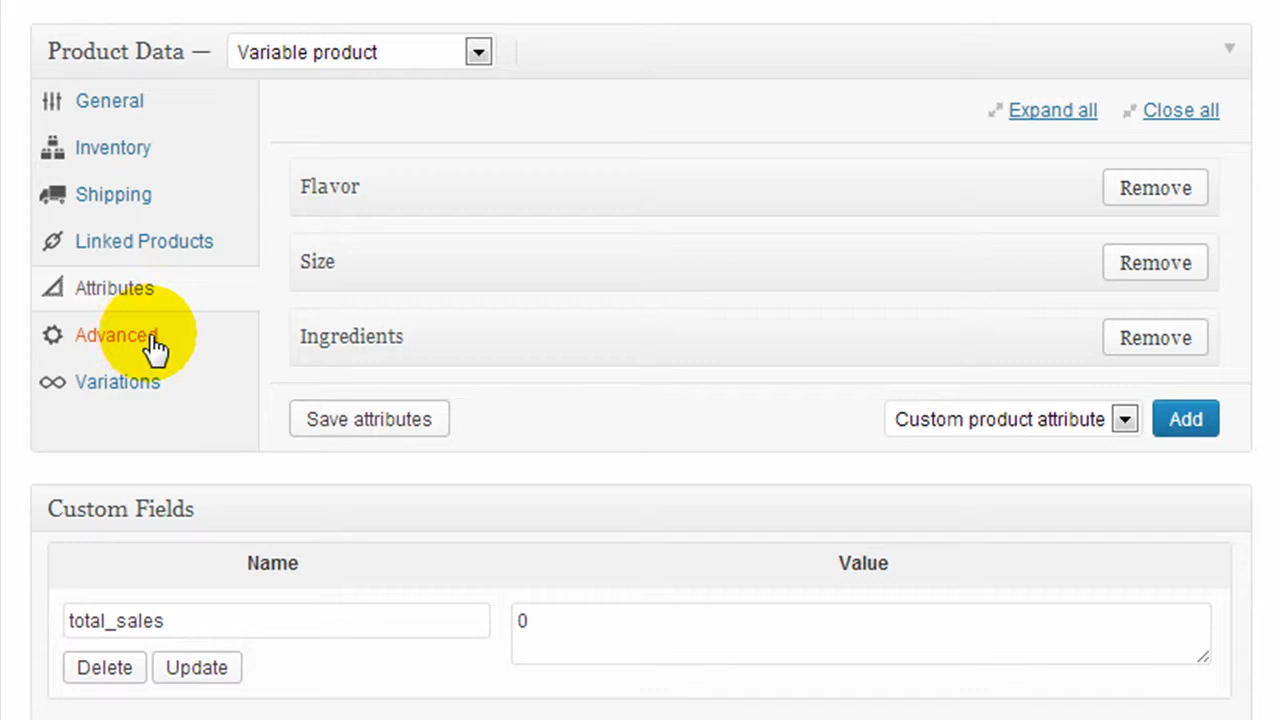 Product Data — Variable product
General
Inventory
Shipping
Linked Products
Attributes
Advanced
Variations
Expand all Close all
Flavor Remove
Size Remove
Ingredients Remove
Save attributes Custom product attribute Add
Custom Fields
Name Value
total_sales 0
Delete Update